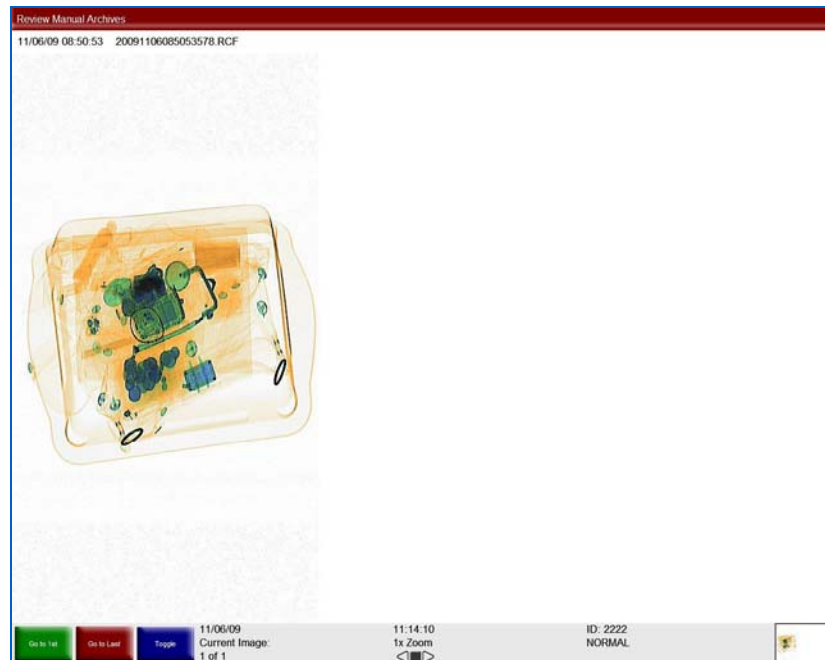 Review Manual Archives
11/06/09 08:50:53 20091106085053578.RCF
11/06/09 11:14:10 ID: 2222
Go to 1st Go to Last Toggle Current Image: 1x Zoom NORMAL
1 of 1